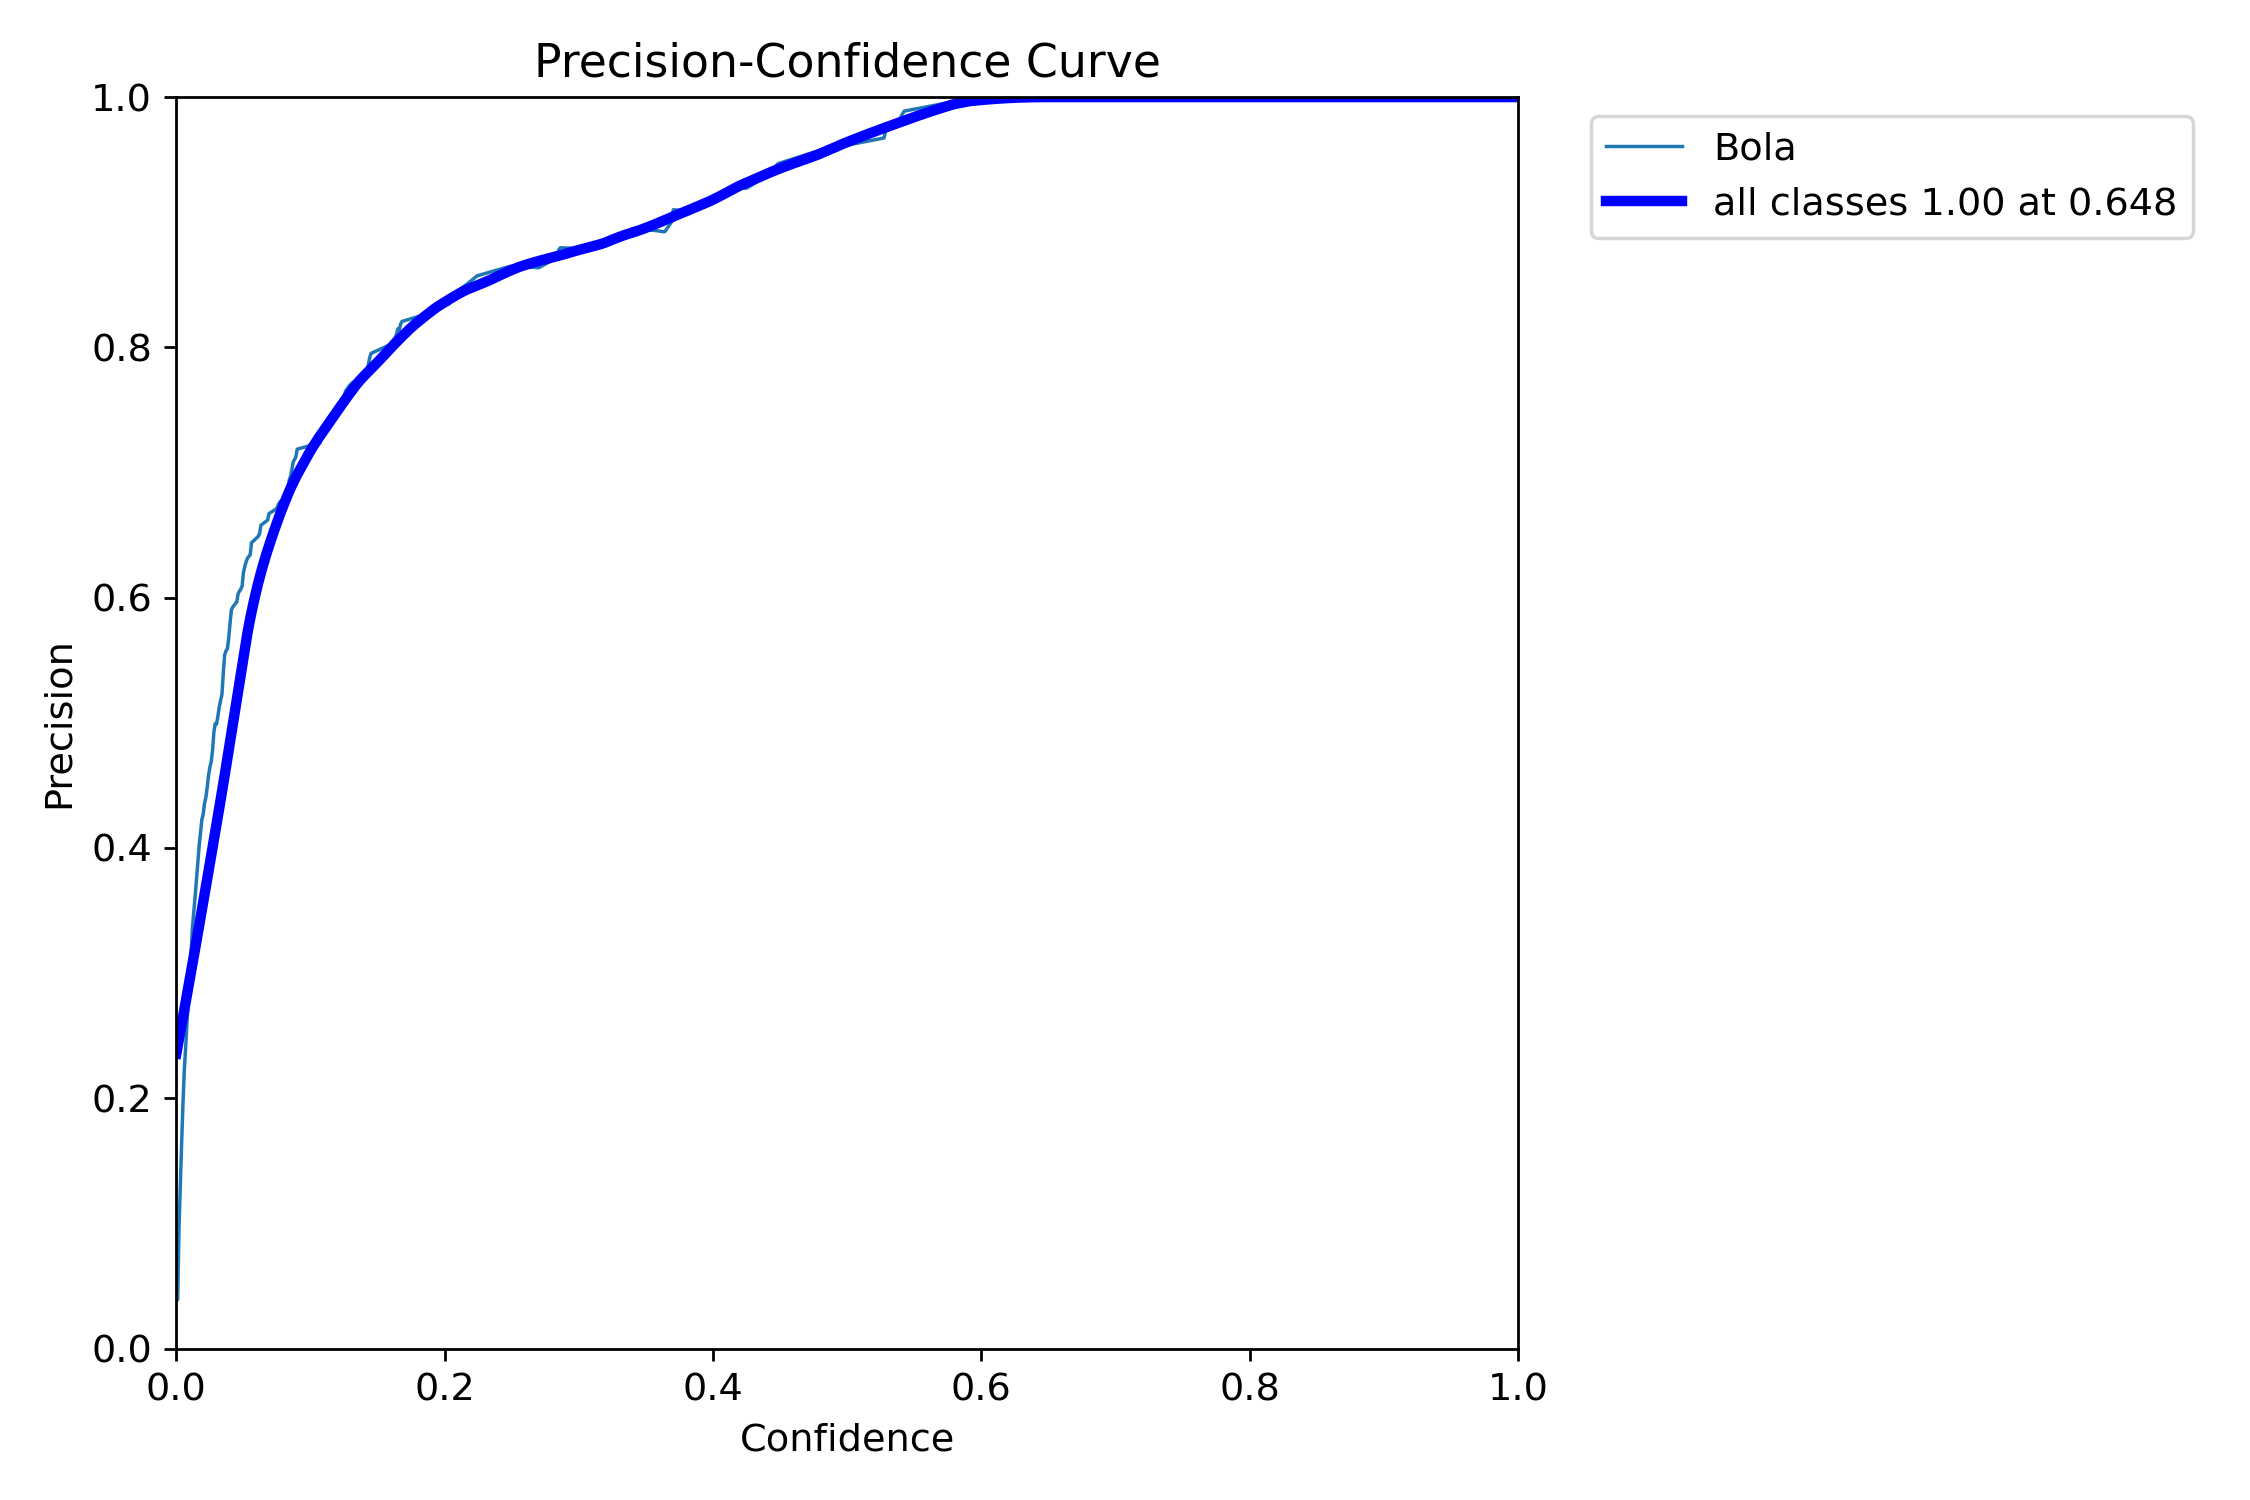 Precision-Confidence Curve
1.0
0.8
0.6
0.4
0.2
0.0
Precision
0.0 0.2 0.4 0.6 0.8 1.0
Confidence
Bola
all classes 1.00 at 0.648